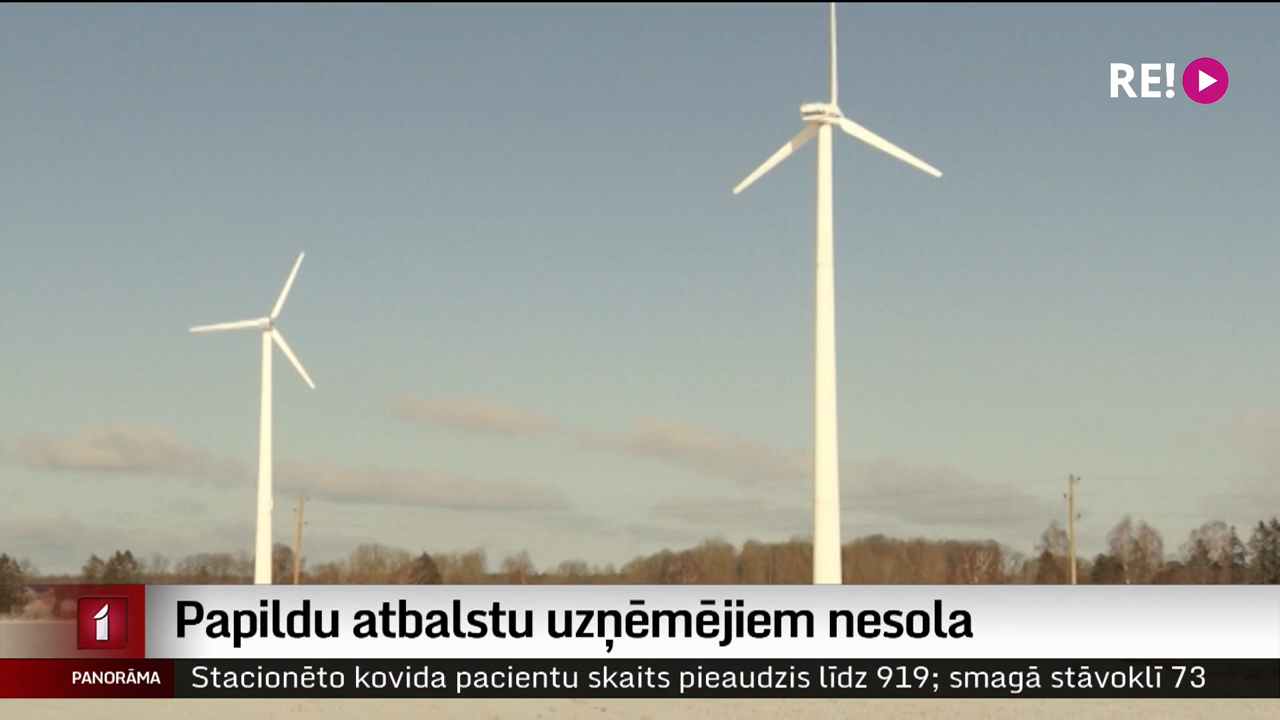 RE!
1
Papildu atbalstu uzņēmējiem nesola
PANORĀMA
Stacionēto kovida pacientu skaits pieaudzis līdz 919; smagā stāvoklī 73